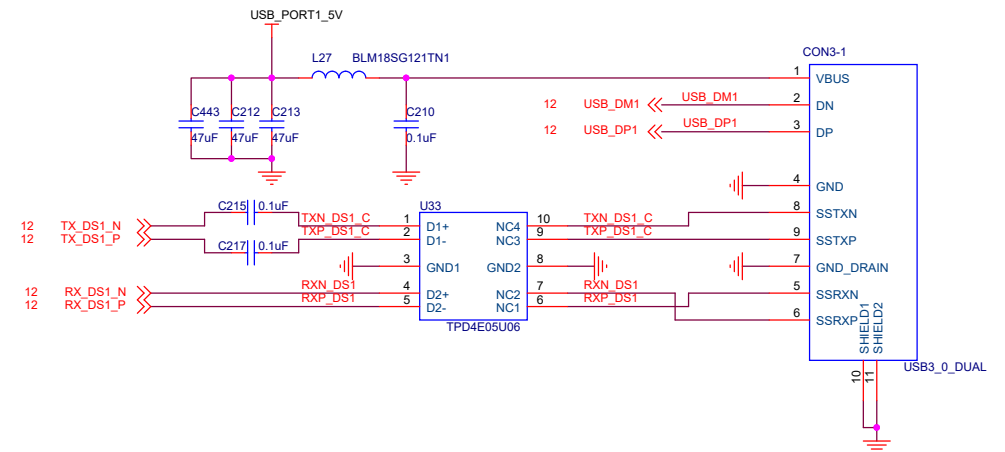 USB_PORT1_5V
L27 BLM18SG121TN1
CON3-1
1 VBUS
12 USB_DM1 USB_DM1 2 DN
C443 C212 C213 C210
12 USB_DP1 USB_DP1 3 DP
47uF 47uF 47uF 0.1uF
4 GND
C215 0.1uF U33 8 SSTXN
12 TX_DS1_N TXN_DS1_C 1 D1+ NC4 10 TXN_DS1_C
12 TX_DS1_P TXP_DS1_C 2 D1- NC3 9 TXP_DS1_C 9 SSTXP
C217 0.1uF
3 GND1 GND2 8 7 GND_DRAIN
12 RX_DS1_N RXN_DS1 4 D2+ NC2 7 RXN_DS1 5 SSRXN
12 RX_DS1_P RXP_DS1 5 D2- NC1 6 RXP_DS1
6 SSRXP
TPD4E05U06
SHIELD1
SHIELD2
USB3_0_DUAL
10
11